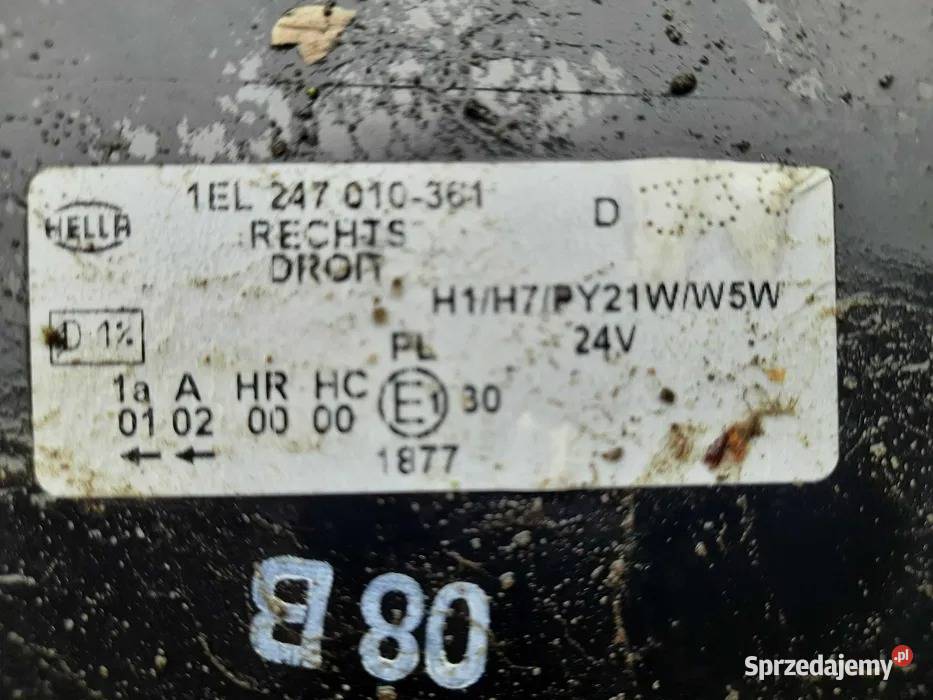 1EL 247 010-361
HELLA
RECHTS
DROIT
D
H1/H7/PY21W/W5W
24V
D 1%
PL
1a A HR HC
01 02 00 00
E1
30
← ←
1877
B 80
Sprzedajemy.pl